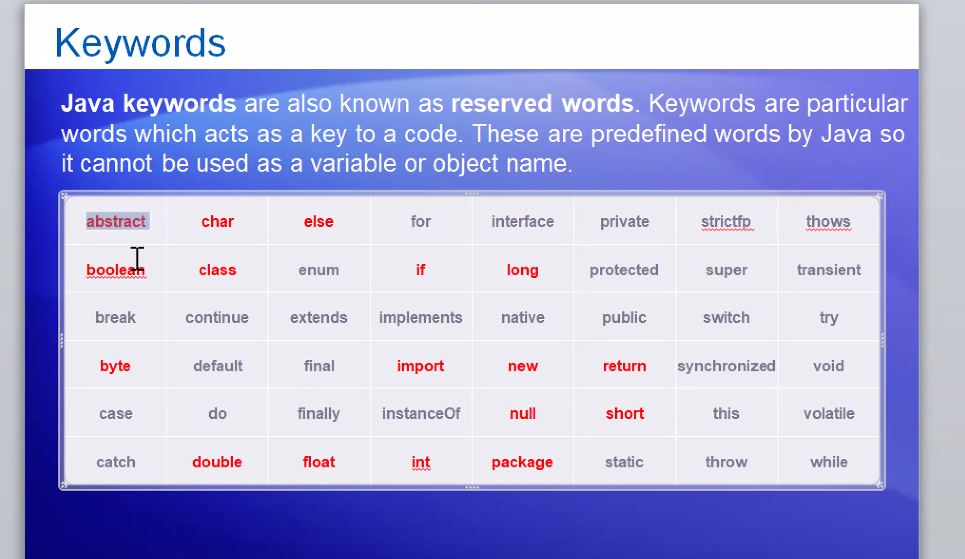 Keywords
Java keywords are also known as reserved words. Keywords are particular
words which acts as a key to a code. These are predefined words by Java so
it cannot be used as a variable or object name.
abstract char else for interface private strictfp thows
boolean class enum if long protected super transient
break continue extends implements native public switch try
byte default final import new return synchronized void
case do finally instanceOf null short this volatile
catch double float int package static throw while